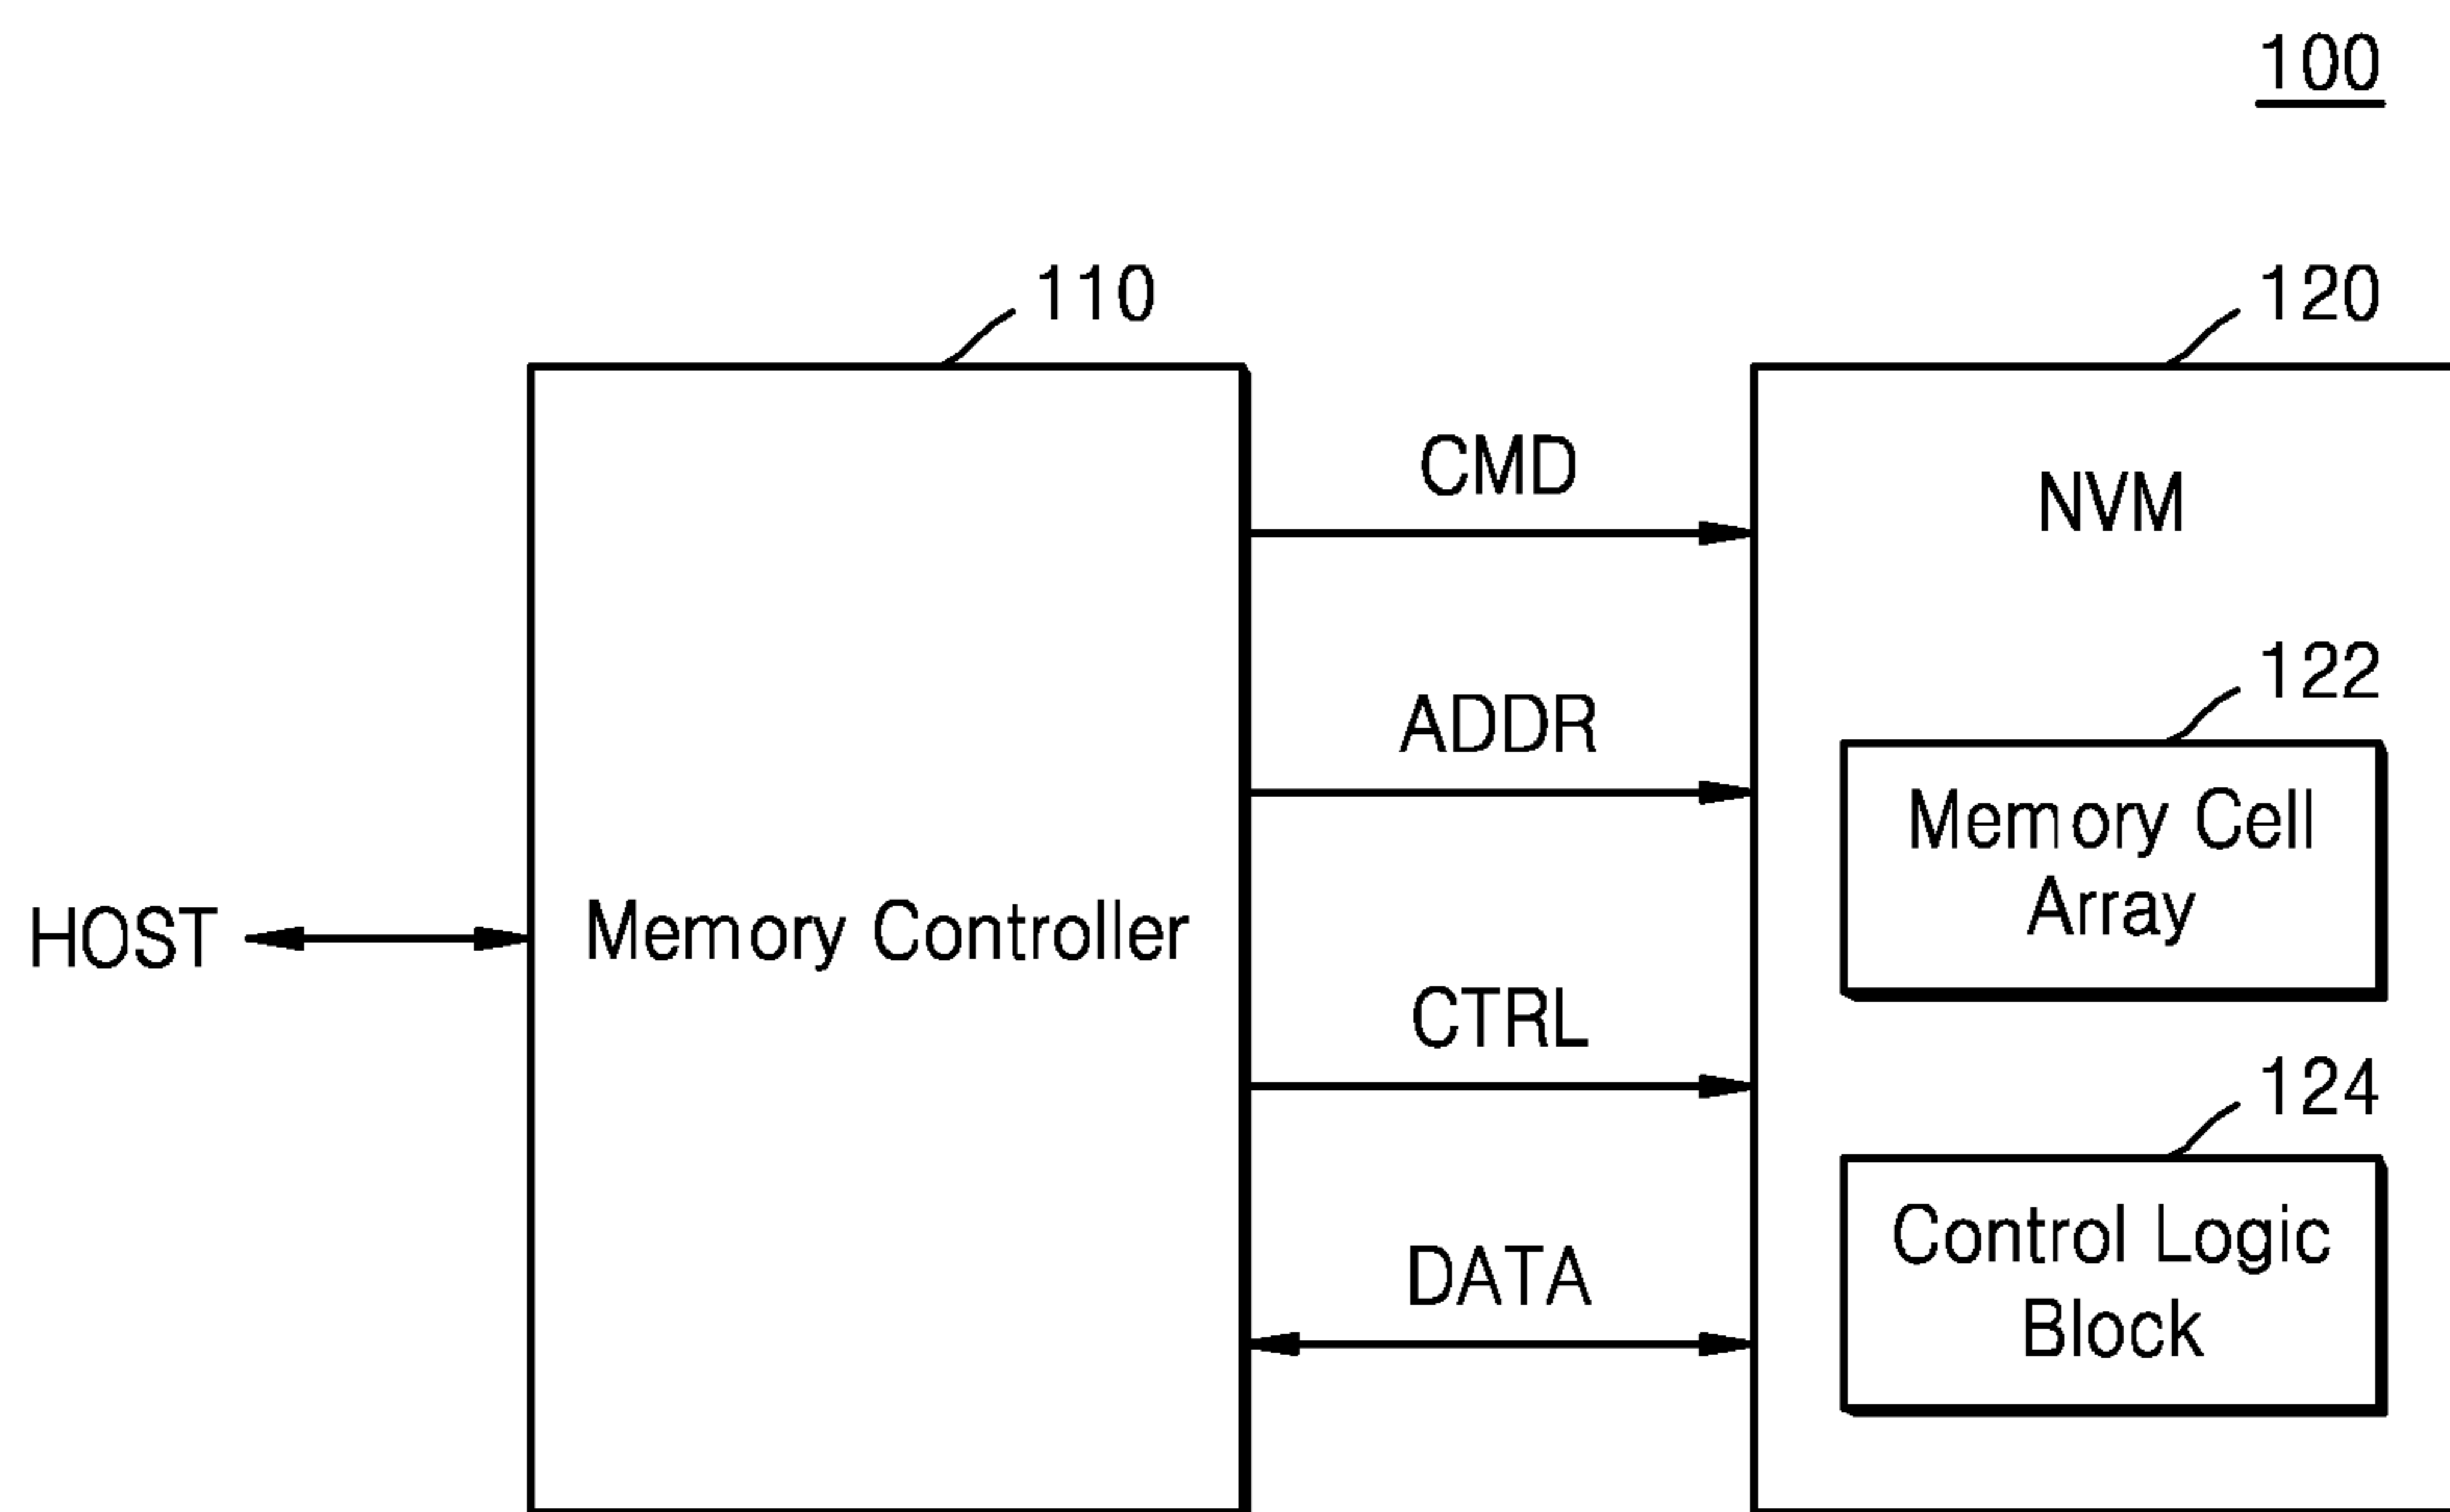 100
110
120
CMD
NVM
ADDR
122
Memory Cell
Array
HOST
Memory Controller
CTRL
124
Control Logic
Block
DATA